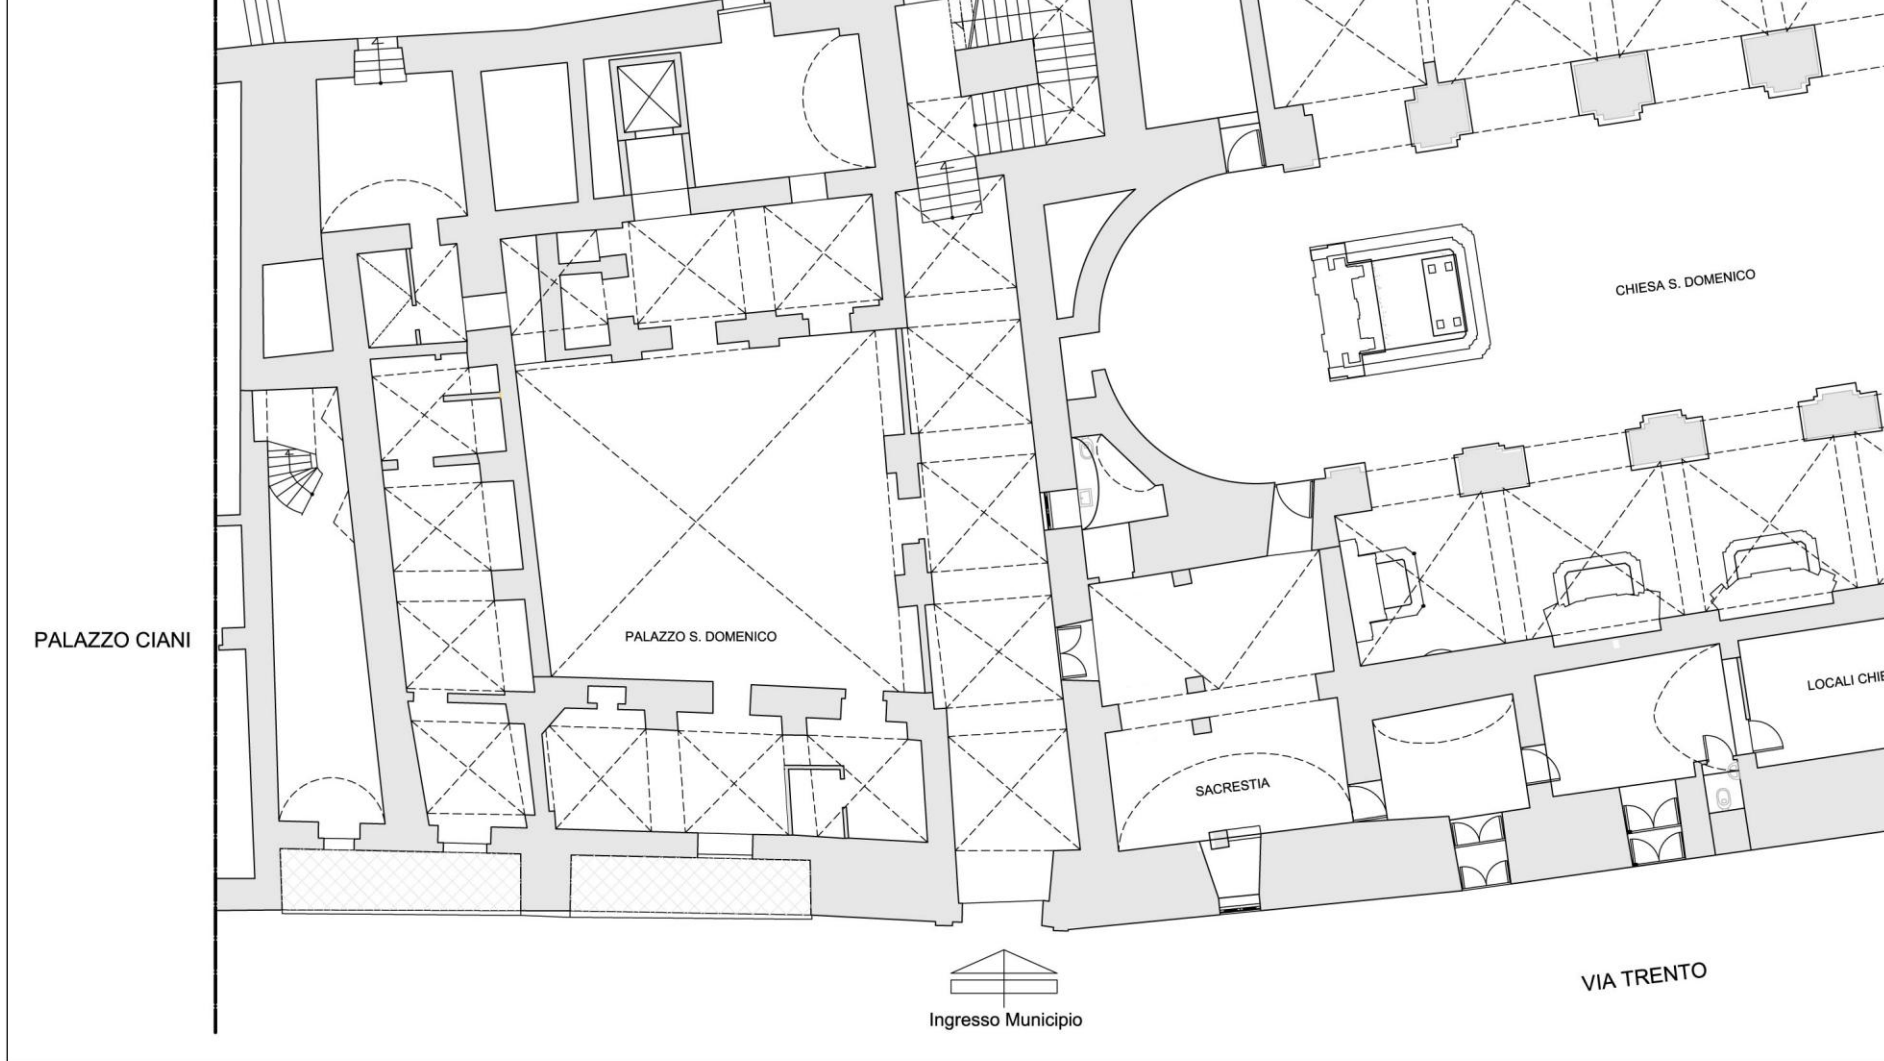 CHIESA S. DOMENICO
PALAZZO CIANI
PALAZZO S. DOMENICO
LOCALI CHIE
SACRESTIA
VIA TRENTO
Ingresso Municipio